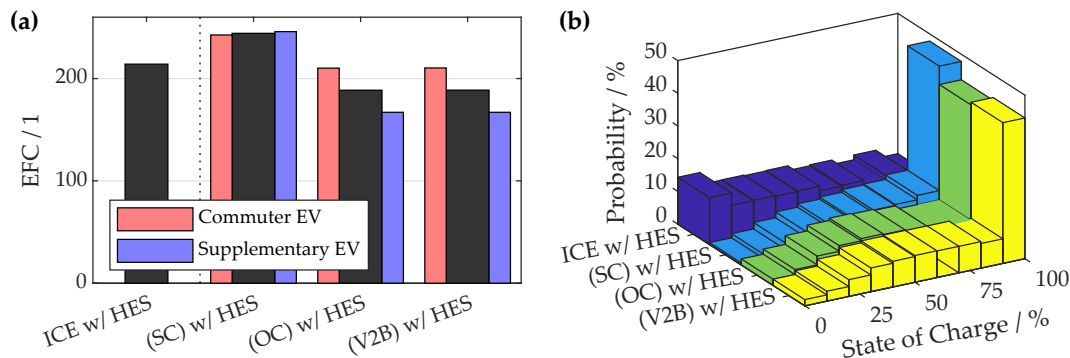 (a)
EFC / 1
200
100
0
Commuter EV
Supplementary EV
ICE w/ HES
(SC) w/ HES
(OC) w/ HES
(V2B) w/ HES
(b)
Probability / %
50
40
30
20
10
0
ICE w/ HES
(SC) w/ HES
(OC) w/ HES
(V2B) w/ HES
0
25
50
75
100
State of Charge / %